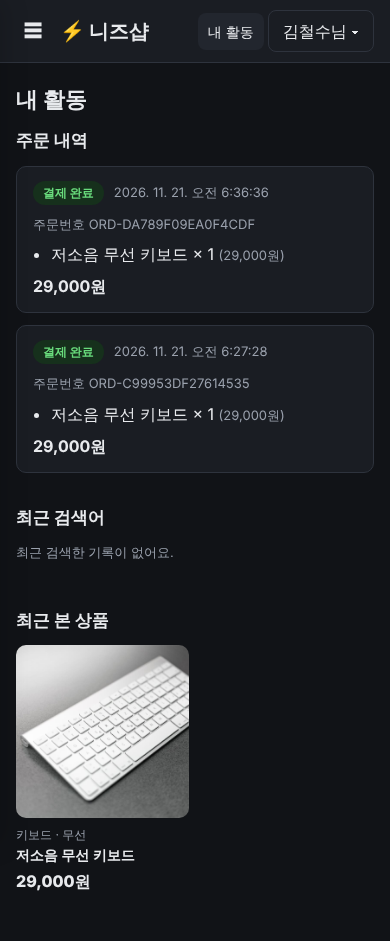 ☰ ⚡ 니즈샵 내 활동 김철수님
내 활동
주문 내역
결제 완료 2026. 11. 21. 오전 6:36:36
주문번호 ORD-DA789F09EA0F4CDF
• 저소음 무선 키보드 × 1 (29,000원)
29,000원
결제 완료 2026. 11. 21. 오전 6:27:28
주문번호 ORD-C99953DF27614535
• 저소음 무선 키보드 × 1 (29,000원)
29,000원
최근 검색어
최근 검색한 기록이 없어요.
최근 본 상품
키보드 · 무선
저소음 무선 키보드
29,000원